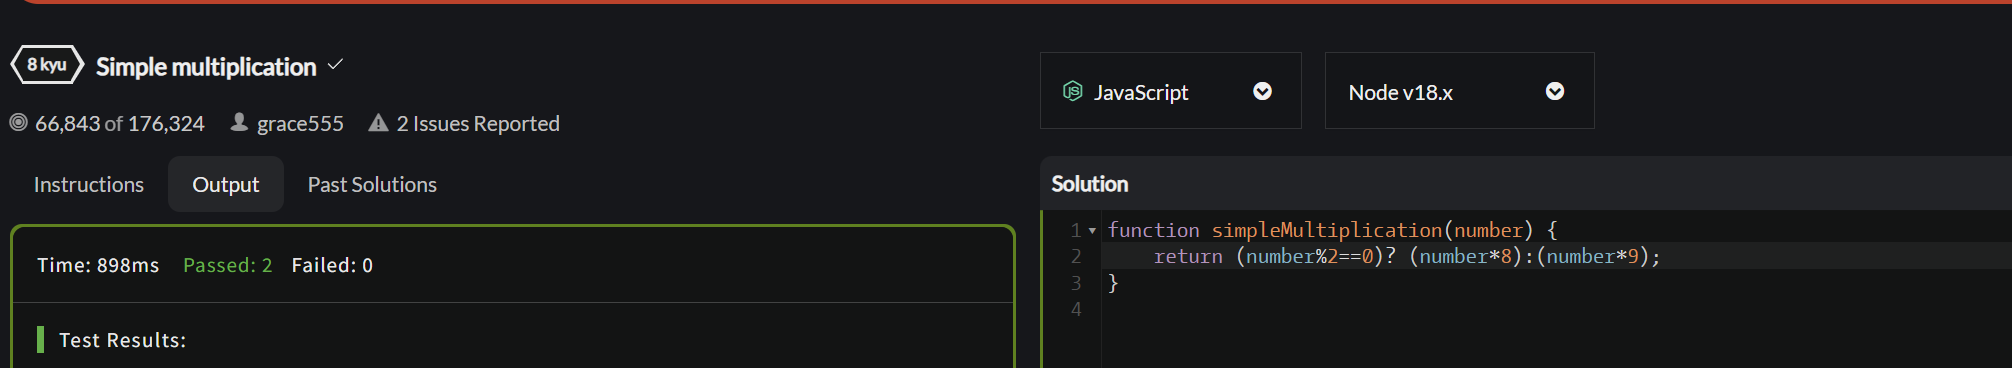 8 kyu Simple multiplication
66,843 of 176,324 grace555 2 Issues Reported
Instructions Output Past Solutions
Time: 898ms Passed: 2 Failed: 0
Test Results:
JS JavaScript Node v18.x
Solution
1 function simpleMultiplication(number) {
2     return (number%2==0)? (number*8):(number*9);
3 }
4